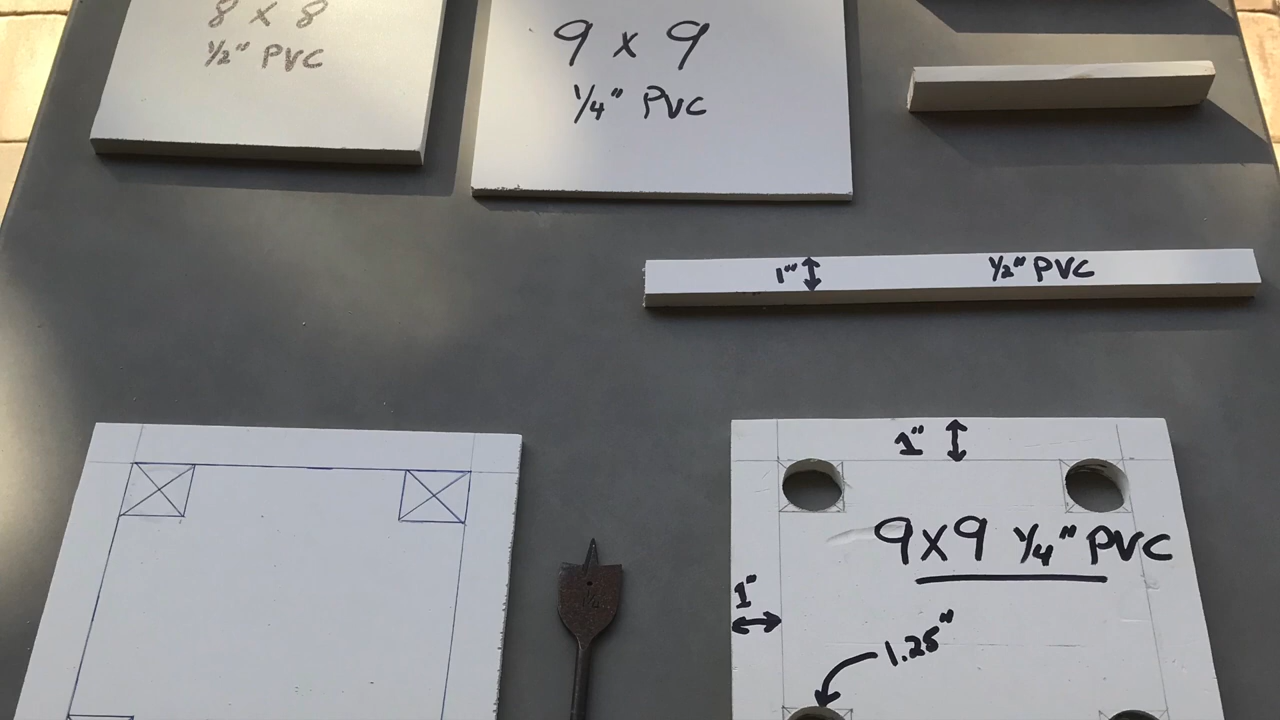 8 x 8
1/2" PVC
9 x 9
1/4" PVC
1"
1/2" PVC
1"
9x9 1/4" PVC
1"
1.25"